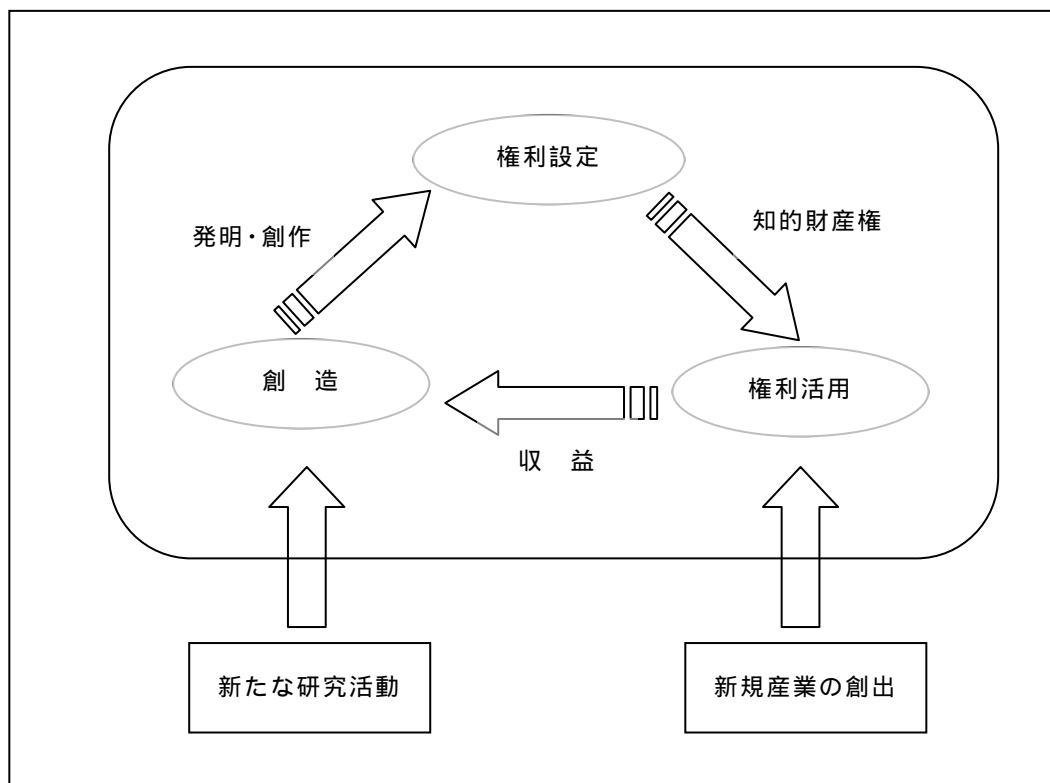 権利設定
発明・創作
知的財産権
創　造
権利活用
収　益
新たな研究活動
新規産業の創出